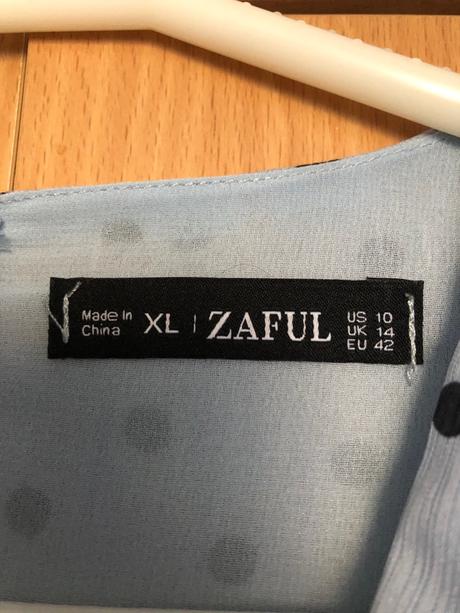 Made In
China
XL | ZAFUL
US 10
UK 14
EU 42